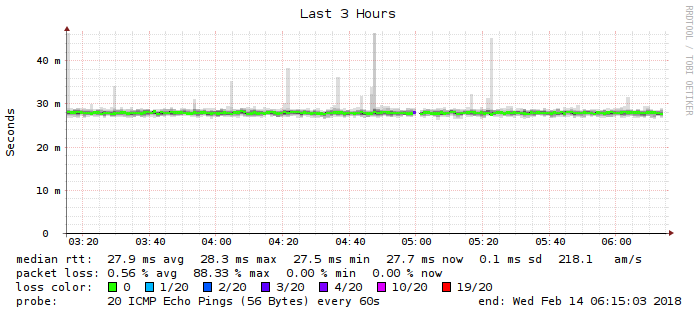 Last 3 Hours
RRDTOOL / TOBI OETIKER
Seconds
40 m
30 m
20 m
10 m
0
03:20 03:40 04:00 04:20 04:40 05:00 05:20 05:40 06:00
median rtt: 27.9 ms avg 28.3 ms max 27.5 ms min 27.7 ms now 0.1 ms sd 218.1 am/s
packet loss: 0.56 % avg 88.33 % max 0.00 % min 0.00 % now
loss color: 0 1/20 2/20 3/20 4/20 10/20 19/20
probe: 20 ICMP Echo Pings (56 Bytes) every 60s end: Wed Feb 14 06:15:03 2018